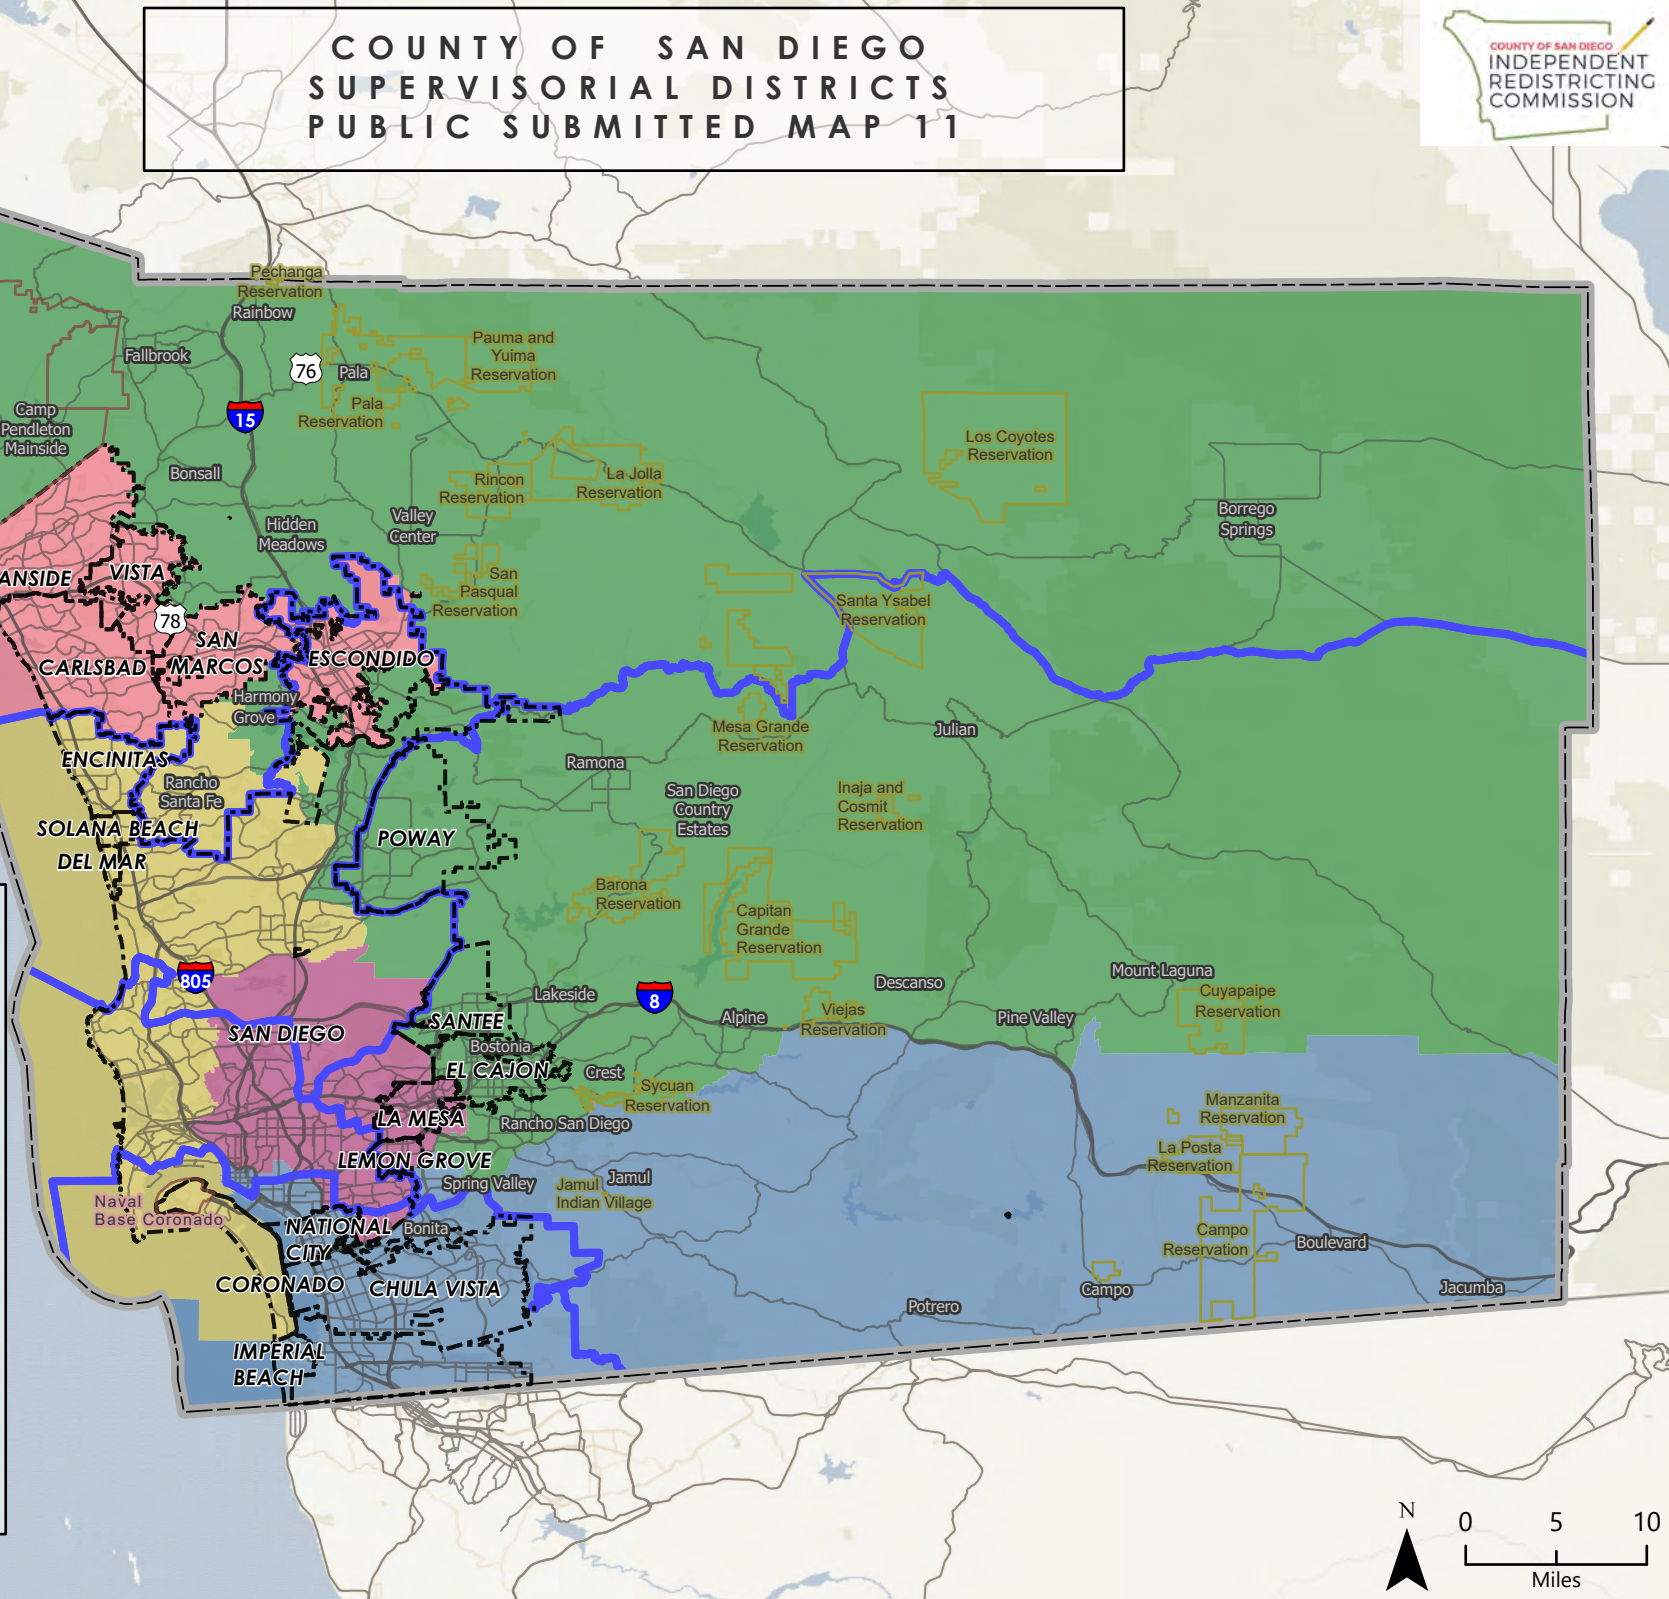 COUNTY OF SAN DIEGO
SUPERVISORIAL DISTRICTS
PUBLIC SUBMITTED MAP 11
COUNTY OF SAN DIEGO
INDEPENDENT
REDISTRICTING
COMMISSION
Pechanga
Reservation
Rainbow
Fallbrook
76
Pala
Pauma and
Yuima
Reservation
Pala
Reservation
15
Camp
Pendleton
Mainside
Los Coyotes
Reservation
Bonsall
Rincon
Reservation
La Jolla
Reservation
Valley
Center
Hidden
Meadows
Borrego
Springs
ANSIDE
VISTA
San
Pasqual
Reservation
Santa Ysabel
Reservation
78
SAN
MARCOS
CARLSBAD
ESCONDIDO
Harmony
Grove
Mesa Grande
Reservation
Julian
ENCINITAS
Rancho
Santa Fe
Ramona
San Diego
Country
Estates
Inaja and
Cosmit
Reservation
SOLANA BEACH
DEL MAR
POWAY
Barona
Reservation
Capitan
Grande
Reservation
805
Lakeside
8
Descanso
Mount Laguna
Cuyapaipe
Reservation
SAN DIEGO
SANTEE
Alpine
Viejas
Reservation
Pine Valley
Bostonia
EL CAJON
Crest
Sycuan
Reservation
LA MESA
Rancho San Diego
Manzanita
Reservation
La Posta
Reservation
LEMON GROVE
Spring Valley
Jamul
Indian Village
Jamul
Naval
Base Coronado
NATIONAL
CITY
Bonita
Campo
Reservation
Boulevard
CORONADO
CHULA VISTA
Campo
Jacumba
Potrero
IMPERIAL
BEACH
N
0 5 10
Miles